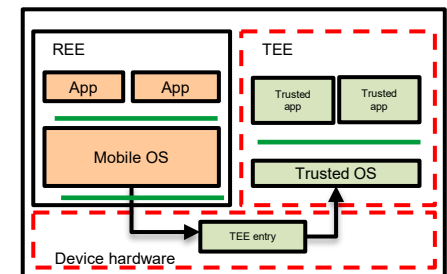 REE
App
App
Mobile OS
TEE
Trusted
app
Trusted
app
Trusted OS
TEE entry
Device hardware